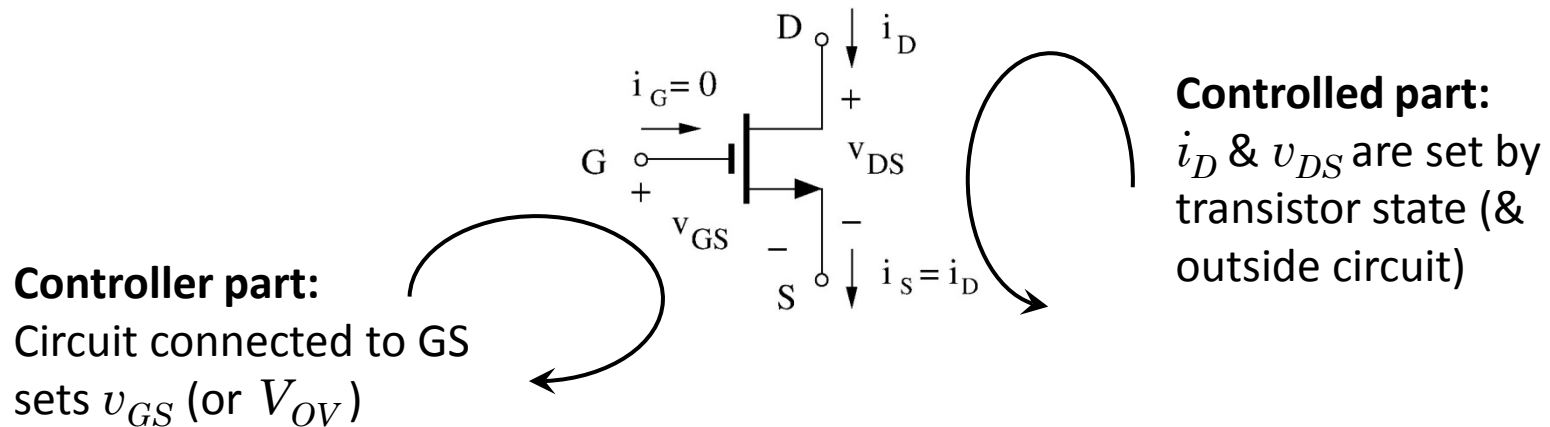 D
i_D
i_G = 0
+
G
v_DS
+
v_GS
−
−
S
i_S = i_D
Controller part:
Circuit connected to GS
sets v_GS (or V_OV)
Controlled part:
i_D & v_DS are set by
transistor state (&
outside circuit)